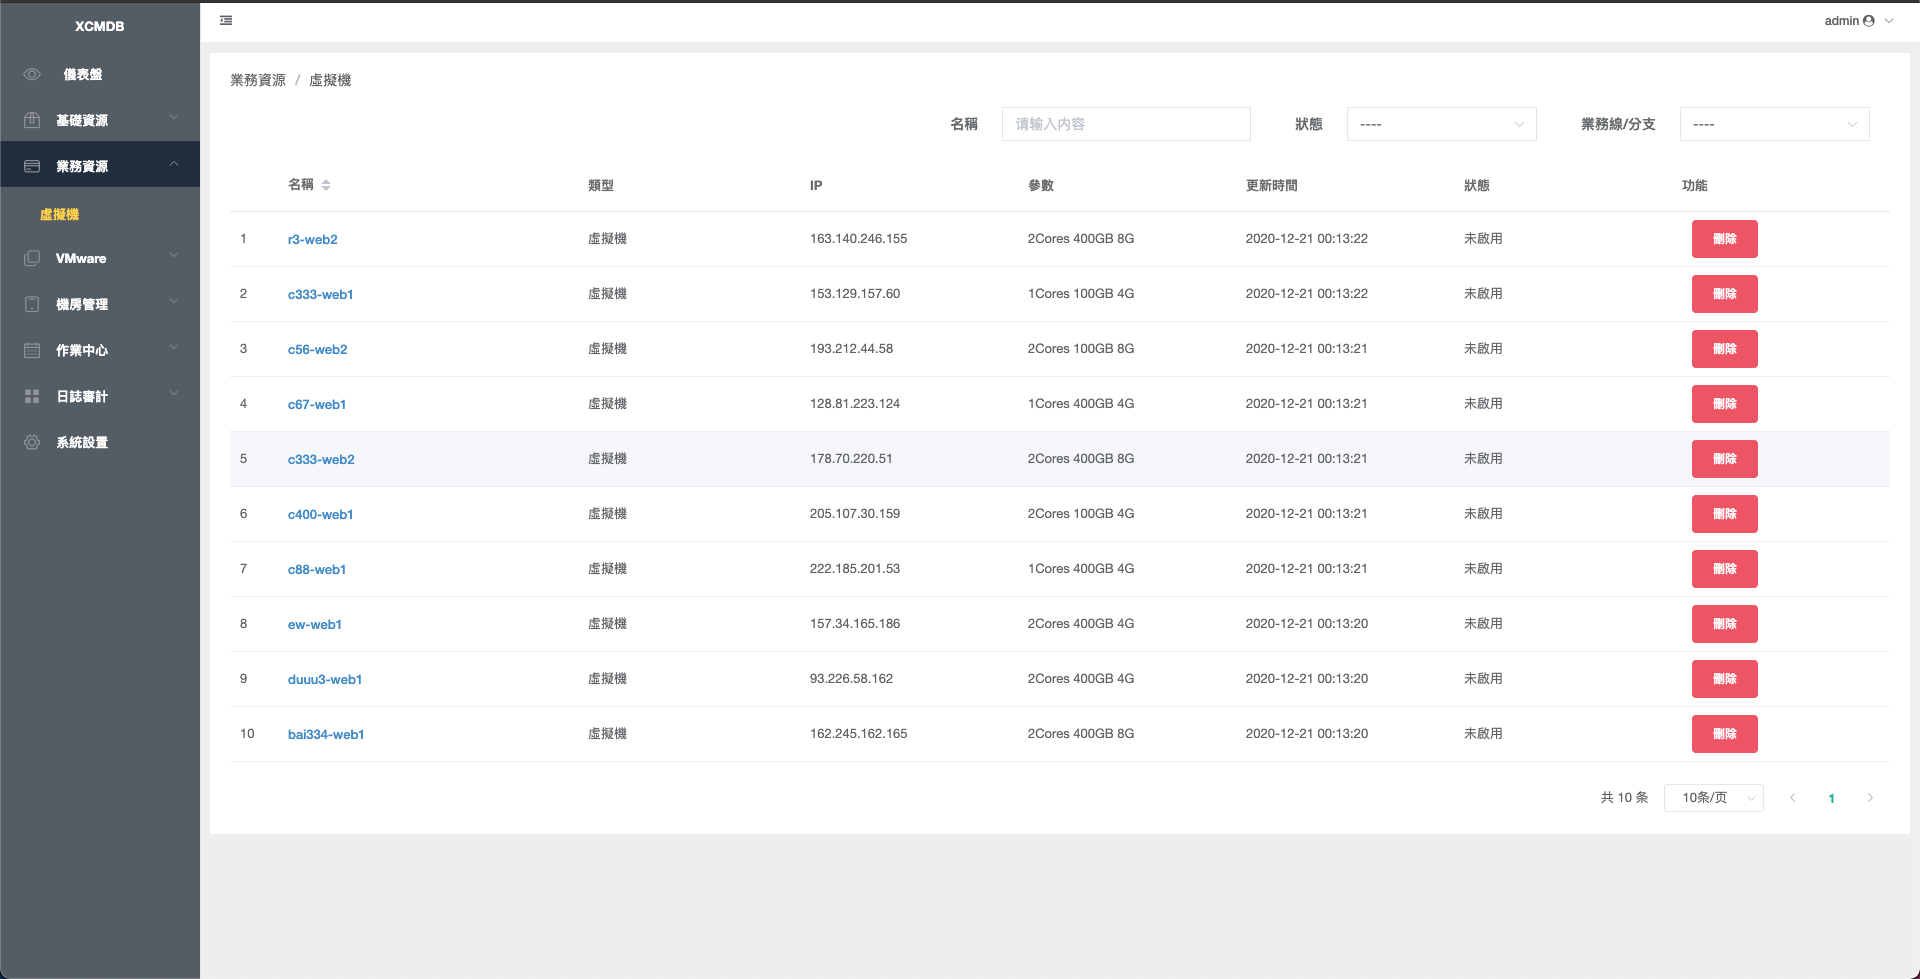 XCMDB
admin
儀表盤
基礎資源
業務資源
虛擬機
VMware
機房管理
作業中心
日誌審計
系統設置
業務資源 / 虛擬機
名稱 请输入内容 狀態 ---- 業務線/分支 ----
名稱 類型 IP 參數 更新時間 狀態 功能
1 r3-web2 虛擬機 163.140.246.155 2Cores 400GB 8G 2020-12-21 00:13:22 未啟用 刪除
2 c333-web1 虛擬機 153.129.157.60 1Cores 100GB 4G 2020-12-21 00:13:22 未啟用 刪除
3 c56-web2 虛擬機 193.212.44.58 2Cores 100GB 8G 2020-12-21 00:13:21 未啟用 刪除
4 c67-web1 虛擬機 128.81.223.124 1Cores 400GB 4G 2020-12-21 00:13:21 未啟用 刪除
5 c333-web2 虛擬機 178.70.220.51 2Cores 400GB 8G 2020-12-21 00:13:21 未啟用 刪除
6 c400-web1 虛擬機 205.107.30.159 2Cores 100GB 4G 2020-12-21 00:13:21 未啟用 刪除
7 c88-web1 虛擬機 222.185.201.53 1Cores 400GB 4G 2020-12-21 00:13:21 未啟用 刪除
8 ew-web1 虛擬機 157.34.165.186 2Cores 400GB 4G 2020-12-21 00:13:20 未啟用 刪除
9 duuu3-web1 虛擬機 93.226.58.162 2Cores 400GB 4G 2020-12-21 00:13:20 未啟用 刪除
10 bai334-web1 虛擬機 162.245.162.165 2Cores 400GB 8G 2020-12-21 00:13:20 未啟用 刪除
共 10 条 10条/页 1